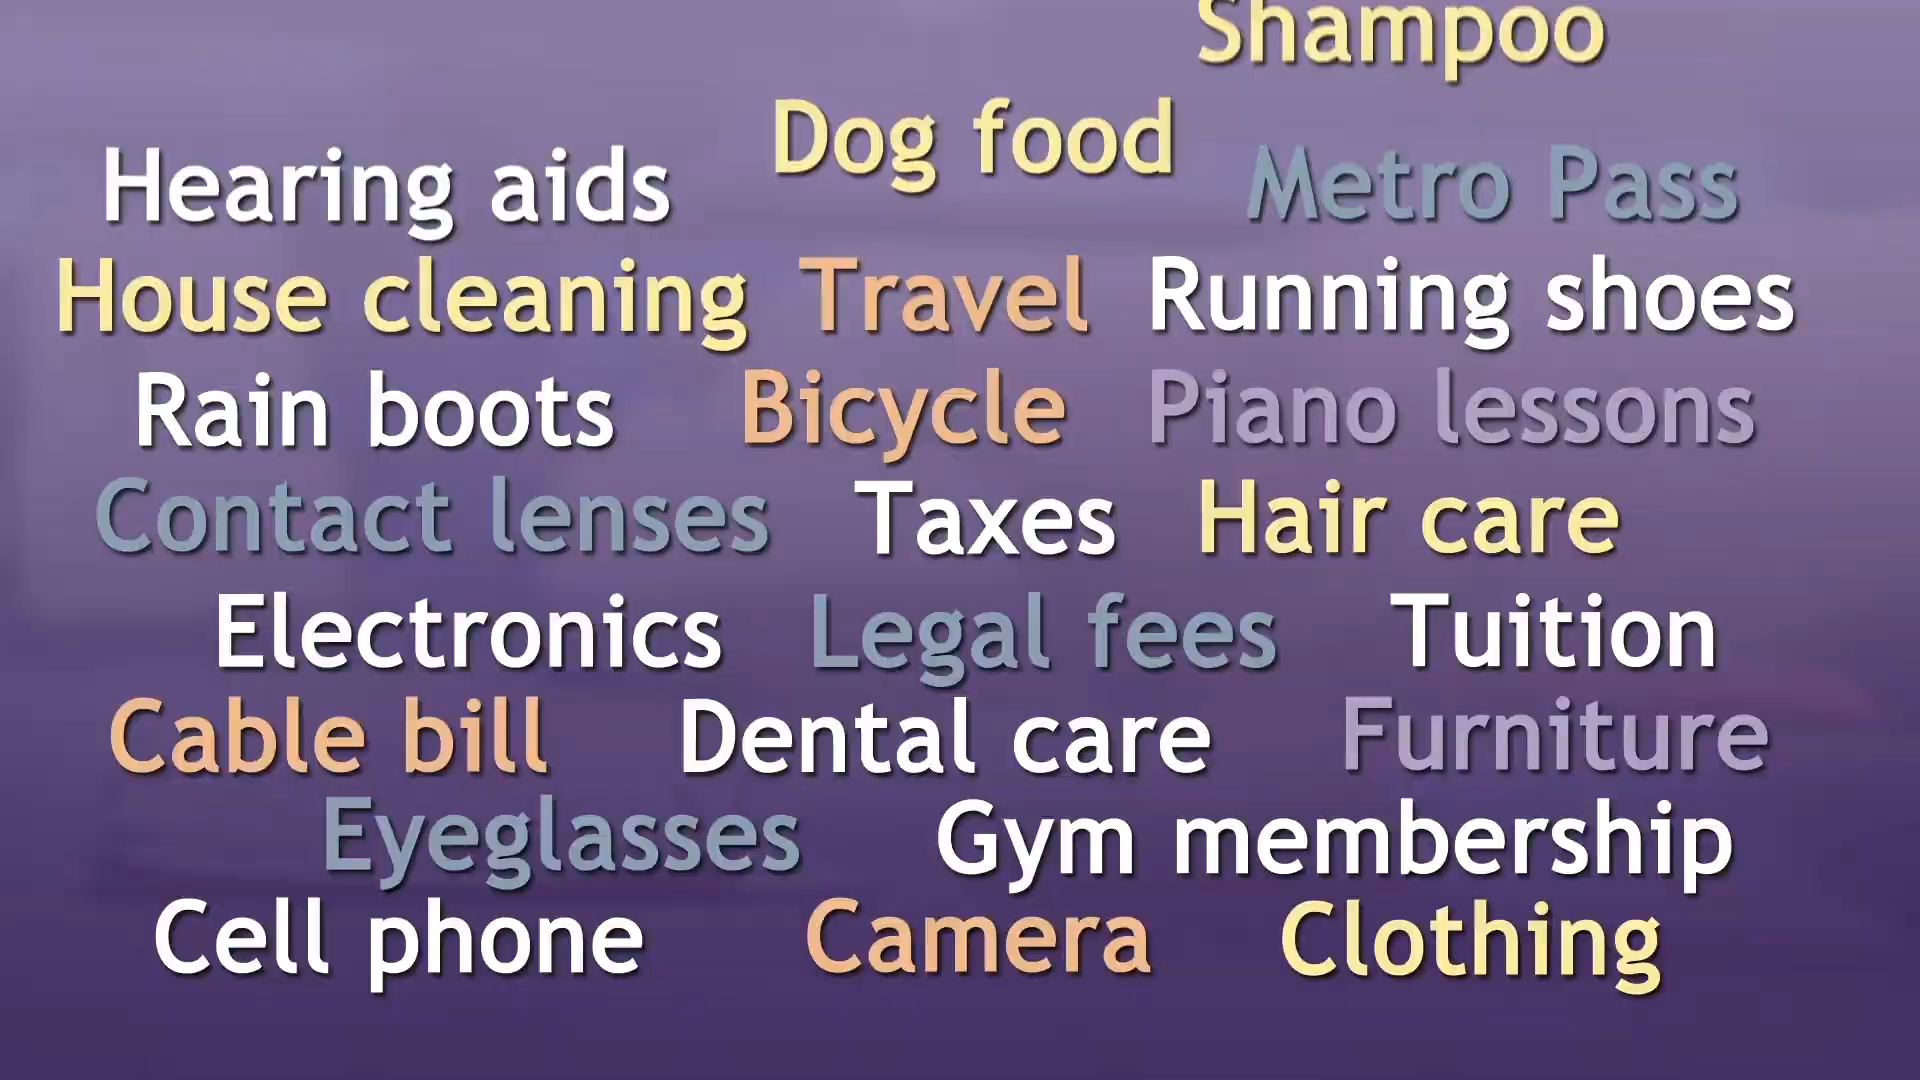 Shampoo
Dog food
Hearing aids Metro Pass
House cleaning Travel Running shoes
Rain boots Bicycle Piano lessons
Contact lenses Taxes Hair care
Electronics Legal fees Tuition
Cable bill Dental care Furniture
Eyeglasses Gym membership
Cell phone Camera Clothing